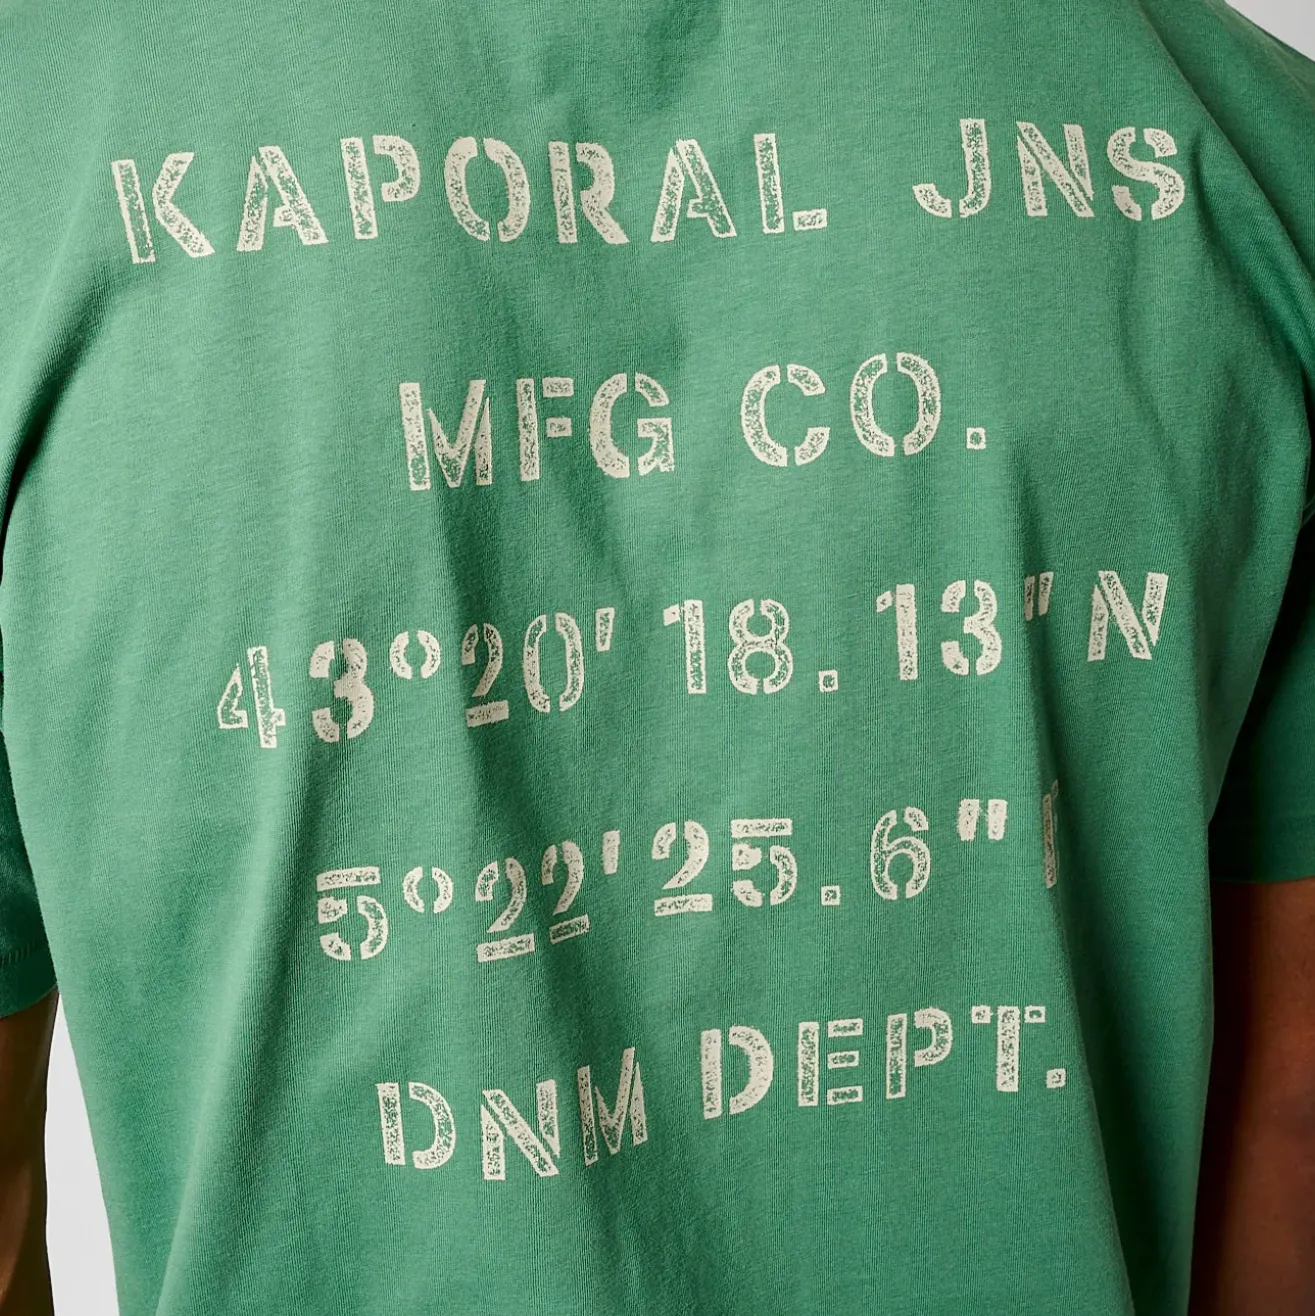 KAPORAL JNS
MFG CO.
43°20' 18.13"N
5°22'25.6"
DNM DEPT.